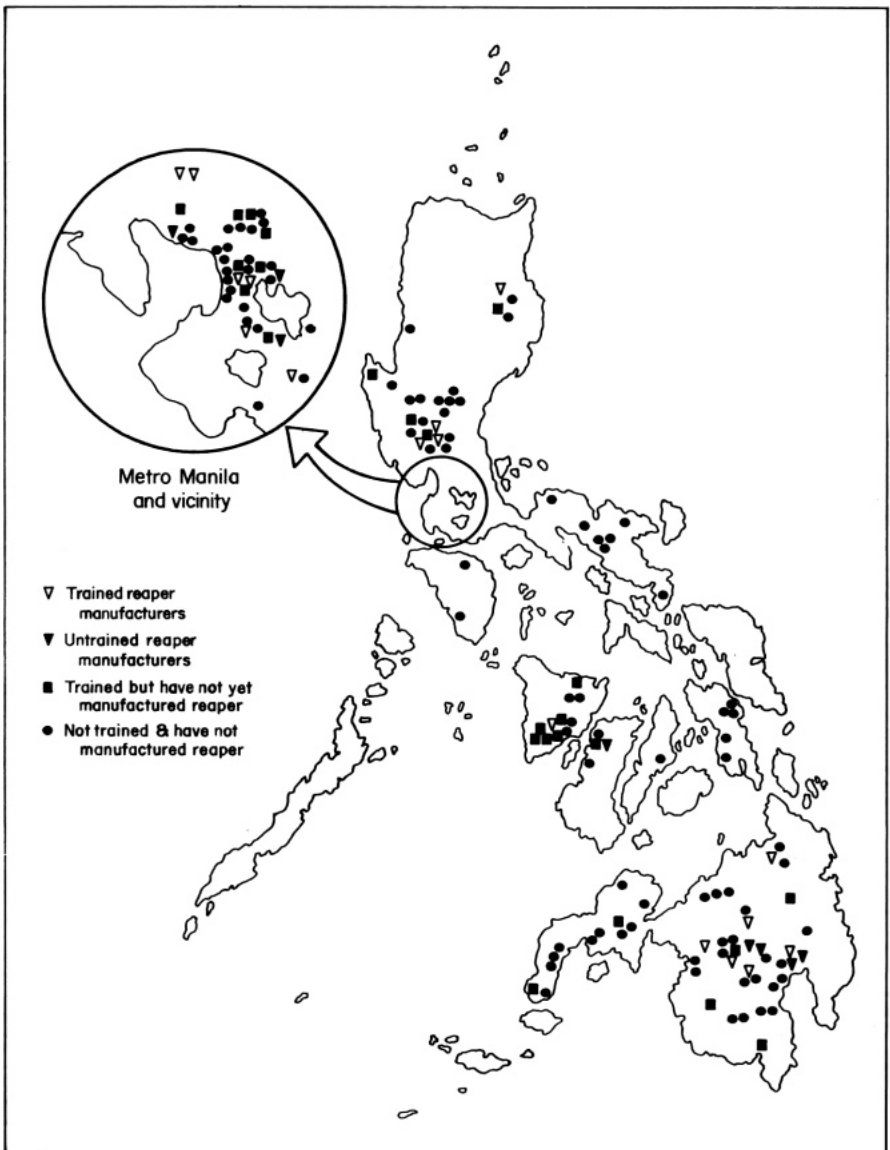 Metro Manila
and vicinity
Trained reaper
manufacturers
Untrained reaper
manufacturers
Trained but have not yet
manufactured reaper
Not trained & have not
manufactured reaper